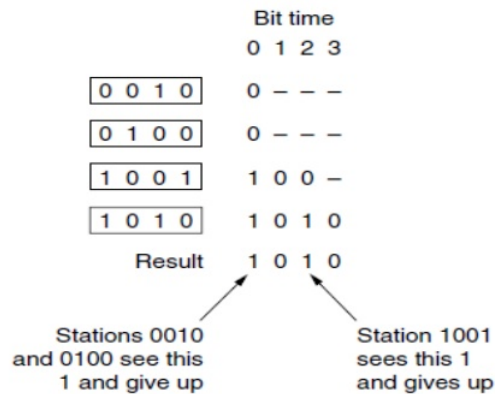 Bit time
0 1 2 3
0 0 1 0 0 – – –
0 1 0 0 0 – – –
1 0 0 1 1 0 0 –
1 0 1 0 1 0 1 0
Result 1 0 1 0
Stations 0010
and 0100 see this
1 and give up
Station 1001
sees this 1
and gives up